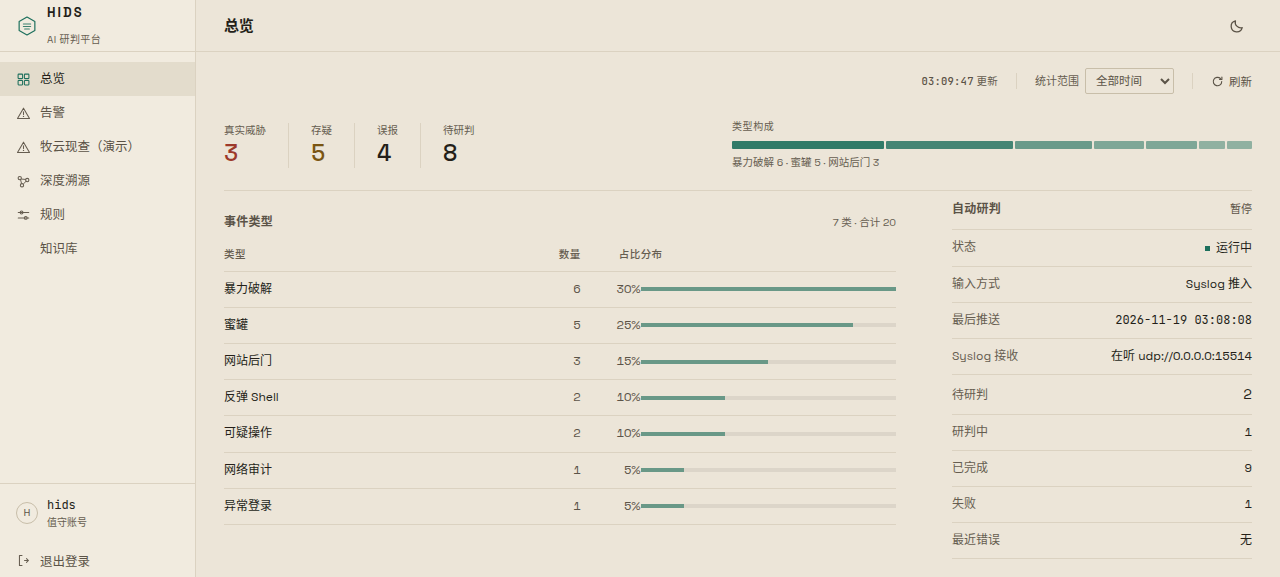 HIDS
AI 研判平台
总览
告警
牧云现查（演示）
深度溯源
规则
知识库
H
hids
值守账号
退出登录
总览
03:09:47 更新
统计范围
全部时间
刷新
真实威胁
3
存疑
5
误报
4
待研判
8
类型构成
暴力破解 6 · 蜜罐 5 · 网站后门 3
事件类型
7 类 · 合计 20
类型 数量 占比分布
暴力破解 6 30%
蜜罐 5 25%
网站后门 3 15%
反弹 Shell 2 10%
可疑操作 2 10%
网络审计 1 5%
异常登录 1 5%
自动研判 暂停
状态 运行中
输入方式 Syslog 推入
最后推送 2026-11-19 03:08:08
Syslog 接收 在听 udp://0.0.0.0:15514
待研判 2
研判中 1
已完成 9
失败 1
最近错误 无